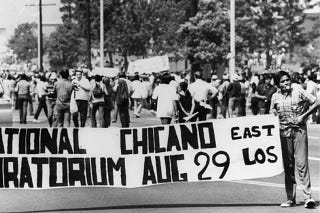 ATIONAL CHICANO EAST
RATORIUM AUG 29 LOS